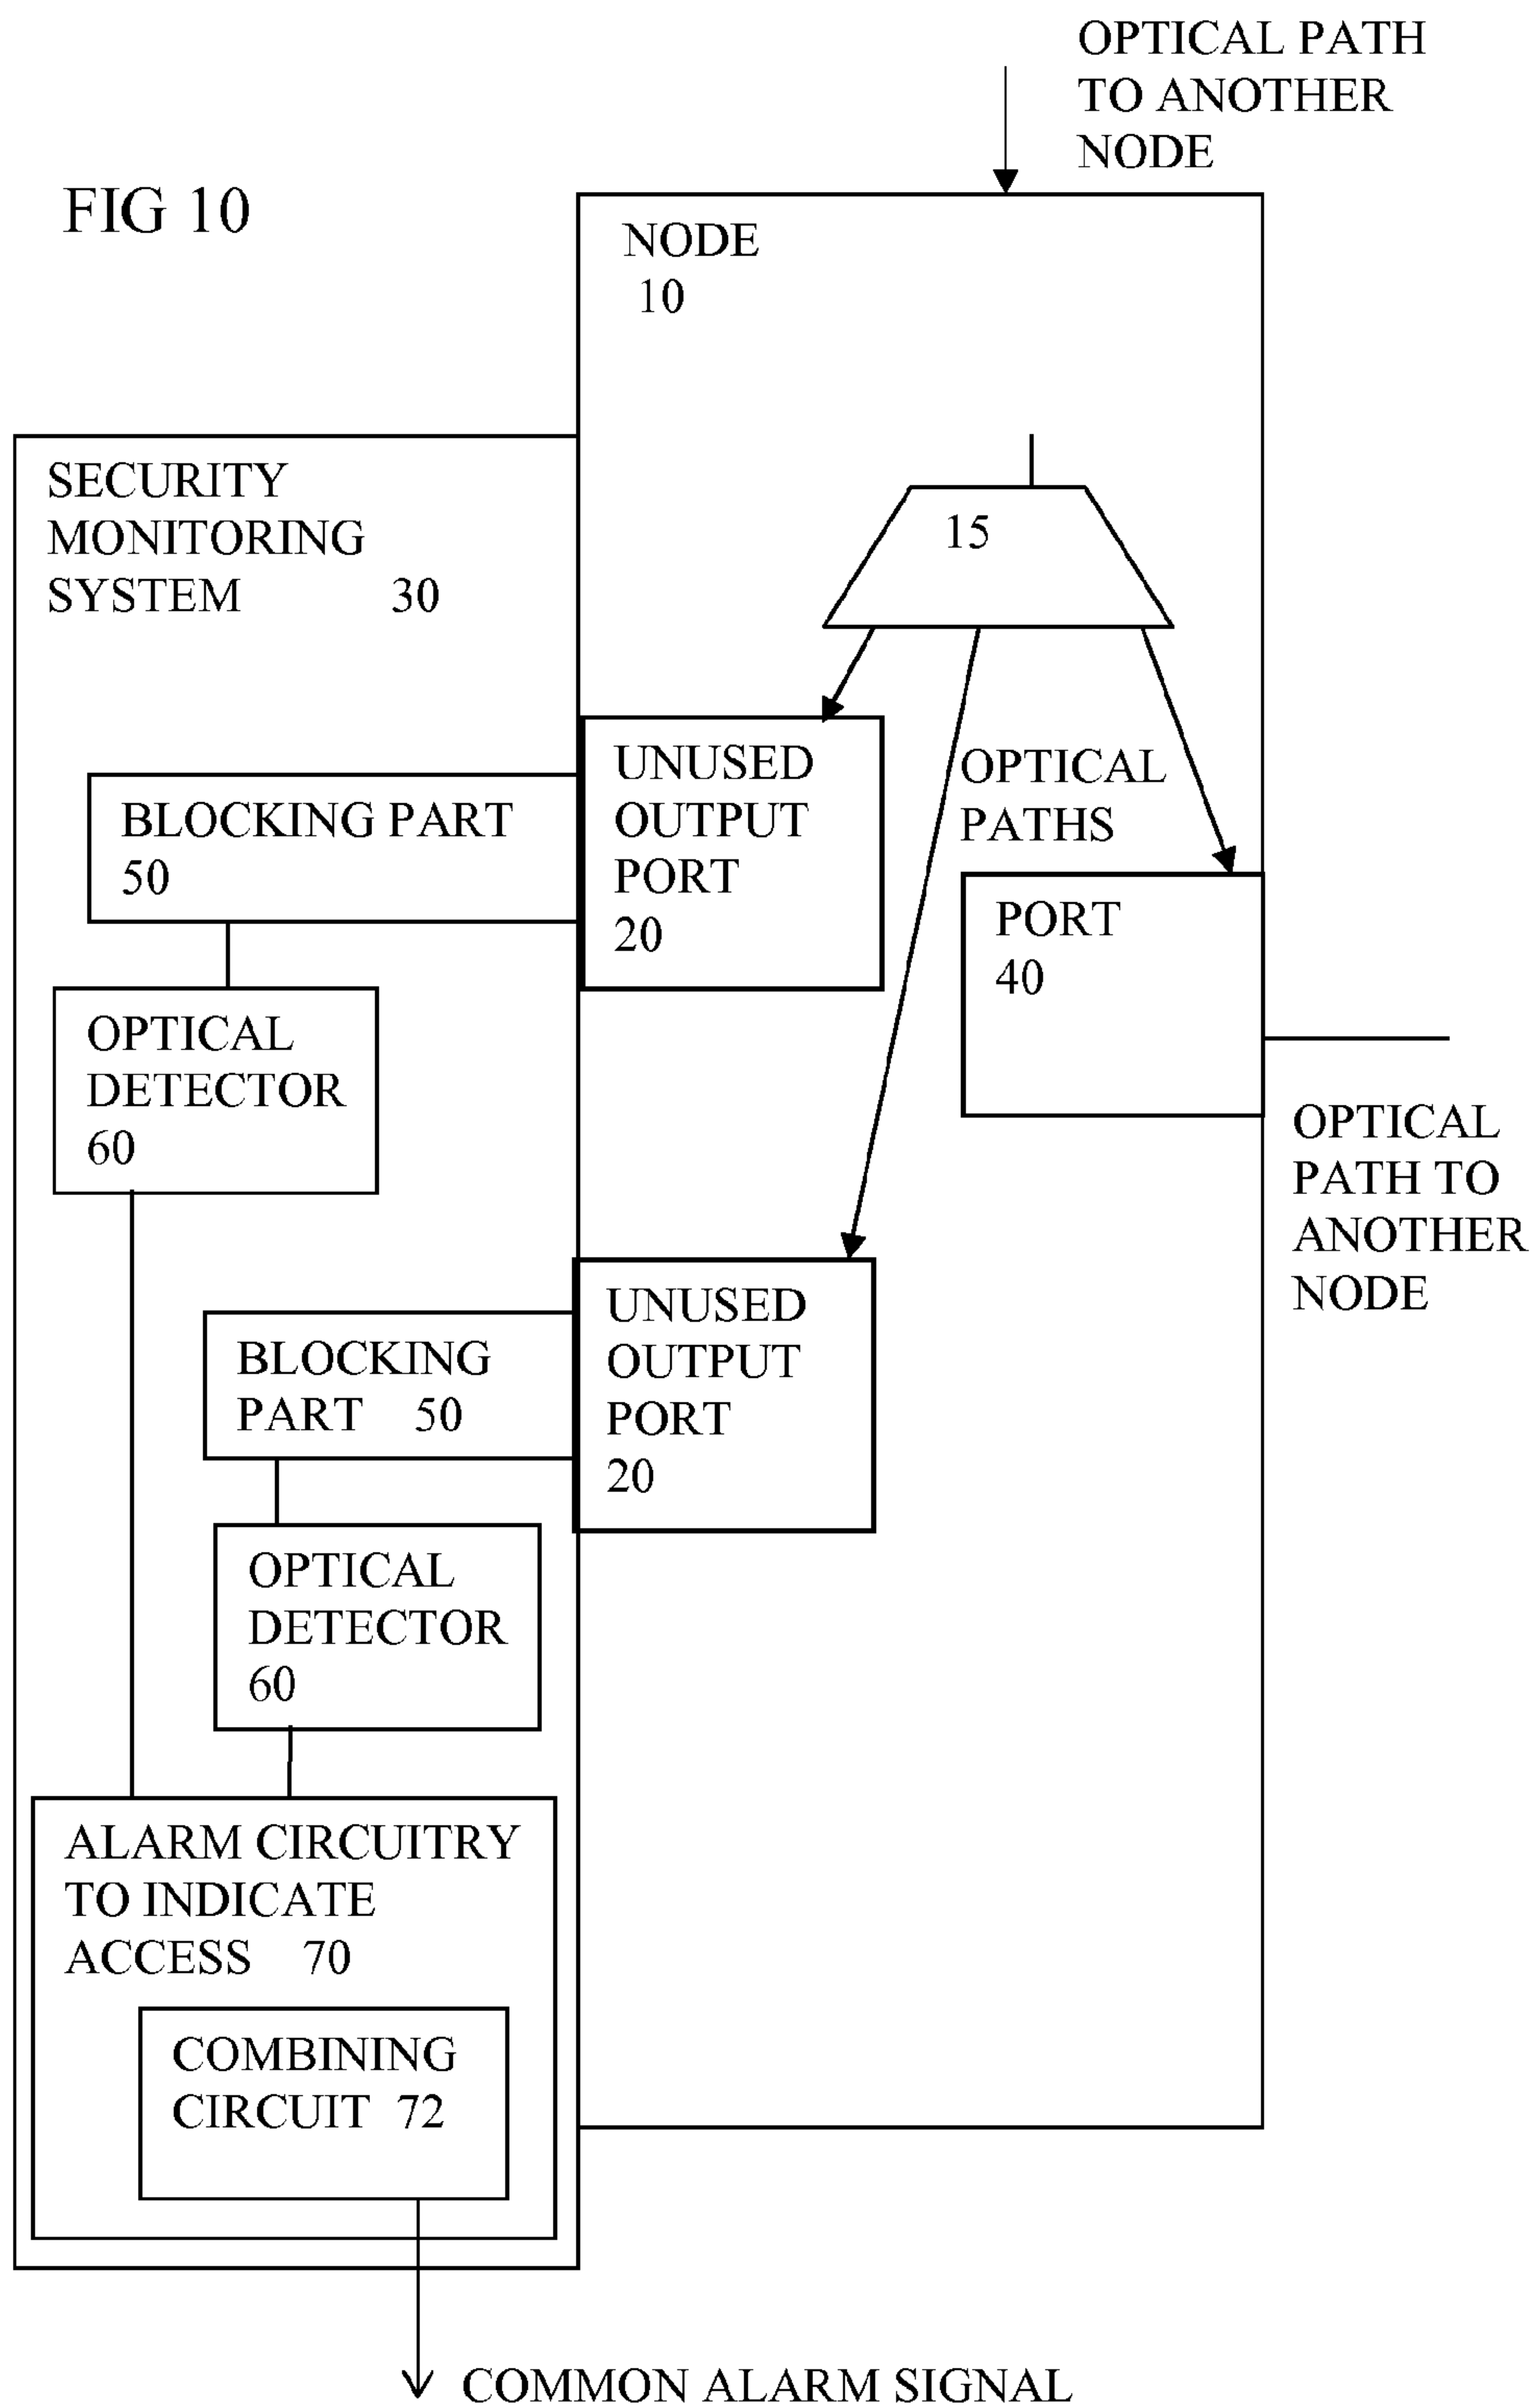 OPTICAL PATH
TO ANOTHER
NODE
FIG 10
NODE
10
SECURITY
MONITORING
SYSTEM 30
15
UNUSED
OUTPUT
PORT
20
OPTICAL
PATHS
BLOCKING PART
50
PORT
40
OPTICAL
DETECTOR
60
OPTICAL
PATH TO
ANOTHER
NODE
UNUSED
OUTPUT
PORT
20
BLOCKING
PART 50
OPTICAL
DETECTOR
60
ALARM CIRCUITRY
TO INDICATE
ACCESS 70
COMBINING
CIRCUIT 72
COMMON ALARM SIGNAL